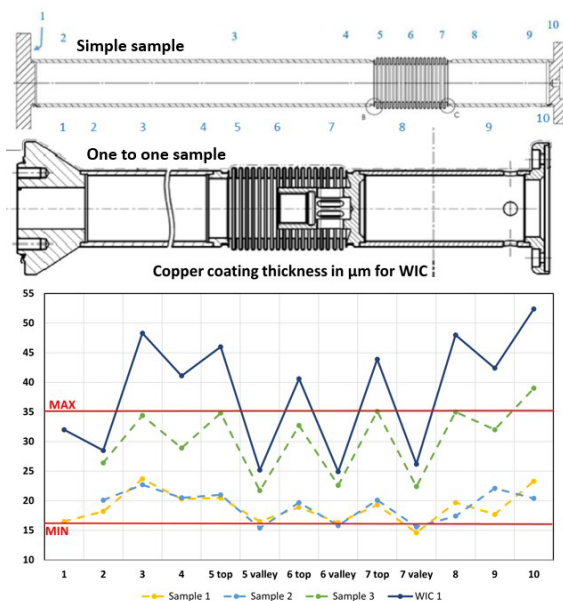 1 2 3 4 5 6 7 8 9 10
Simple sample
B C
1 2 3 4 5 6 7 8 9 10
One to one sample
Copper coating thickness in µm for WIC
55
50
45
40
35
30
25
20
15
10
MAX
MIN
1 2 3 4 5 top 5 valley 6 top 6 valley 7 top 7 valley 8 9 10
Sample 1 Sample 2 Sample 3 WIC 1